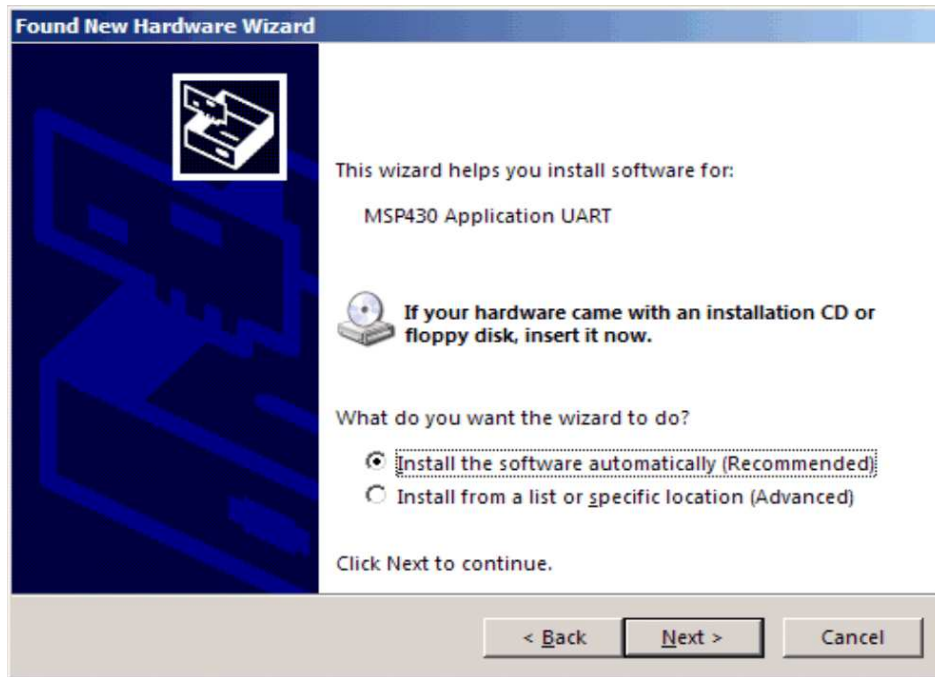 Found New Hardware Wizard
This wizard helps you install software for:
MSP430 Application UART
If your hardware came with an installation CD or
floppy disk, insert it now.
What do you want the wizard to do?
Install the software automatically (Recommended)
Install from a list or specific location (Advanced)
Click Next to continue.
< Back Next > Cancel